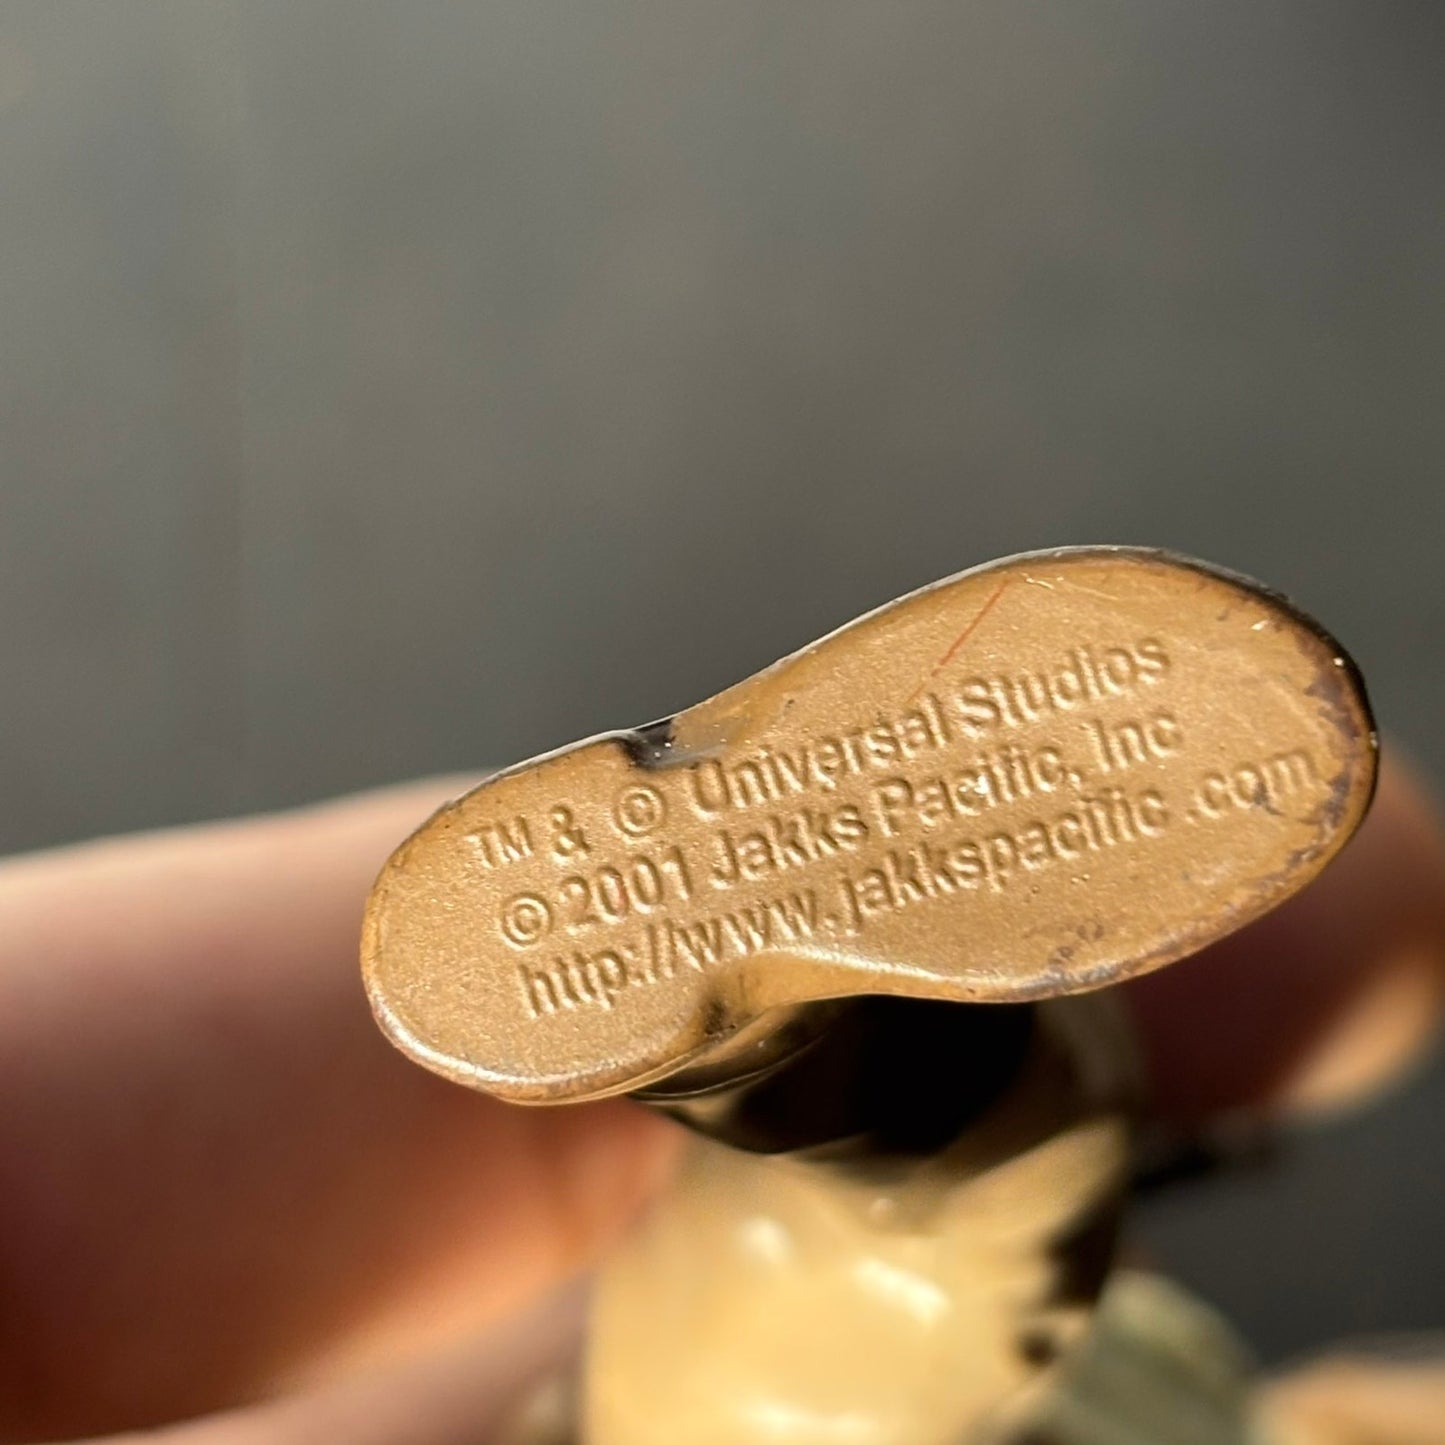 TM & © Universal Studios
© 2001 Jakks Pacific, Inc
http://www.jakkspacific.com